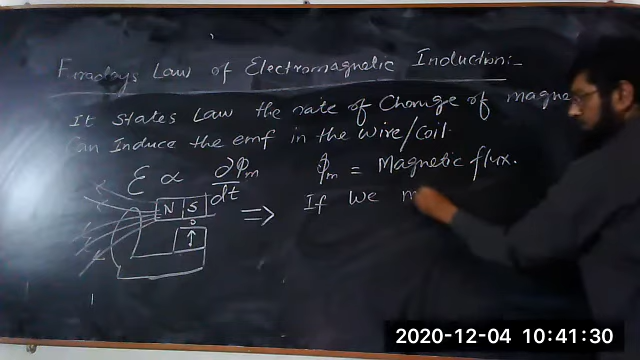 Faradays Law of Electromagnetic Induction:-
It States Law the rate of Change of magne
Can Induce the emf in the wire/coil.
ε ∝ ∂Φm/dt
Φm = Magnetic flux.
N S
⇒ If we m
2020-12-04 10:41:30